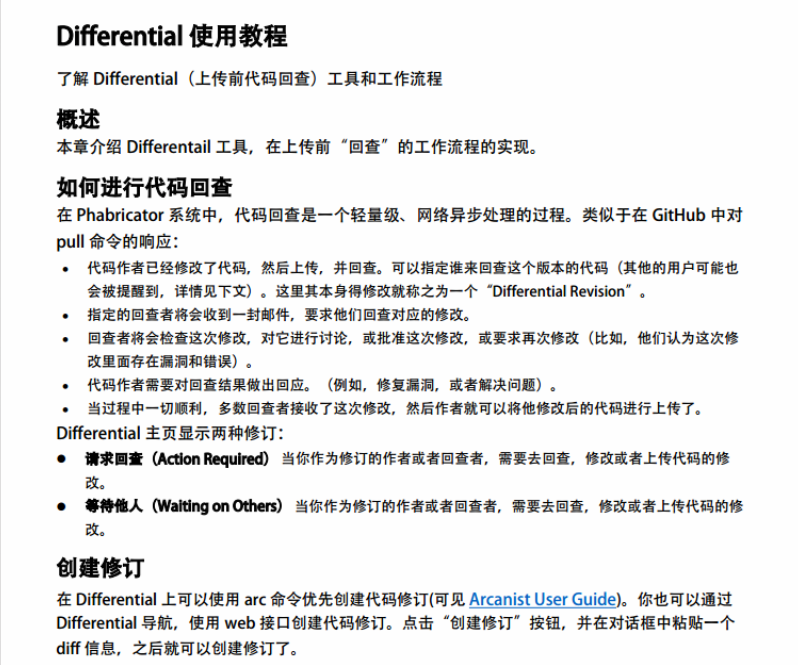 Differential 使用教程
了解 Differential（上传前代码回查）工具和工作流程
概述
本章介绍 Differentail 工具，在上传前“回查”的工作流程的实现。
如何进行代码回查
在 Phabricator 系统中，代码回查是一个轻量级、网络异步处理的过程。类似于在 GitHub 中对
pull 命令的响应：
• 代码作者已经修改了代码，然后上传，并回查。可以指定谁来回查这个版本的代码（其他的用户可能也
会被提醒到，详情见下文）。这里其本身得修改就称之为一个“Differential Revision”。
• 指定的回查者将会收到一封邮件，要求他们回查对应的修改。
• 回查者将会检查这次修改，对它进行讨论，或批准这次修改，或要求再次修改（比如，他们认为这次修
改里面存在漏洞和错误）。
• 代码作者需要对回查结果做出回应。（例如，修复漏洞，或者解决问题）。
• 当过程中一切顺利，多数回查者接收了这次修改，然后作者就可以将他修改后的代码进行上传了。
Differential 主页显示两种修订：
● 请求回查（Action Required） 当你作为修订的作者或者回查者，需要去回查，修改或者上传代码的修
改。
● 等待他人（Waiting on Others） 当你作为修订的作者或者回查者，需要去回查，修改或者上传代码的修
改。
创建修订
在 Differential 上可以使用 arc 命令优先创建代码修订(可见 Arcanist User Guide)。你也可以通过
Differential 导航，使用 web 接口创建代码修订。点击“创建修订”按钮，并在对话框中粘贴一个
diff 信息，之后就可以创建修订了。